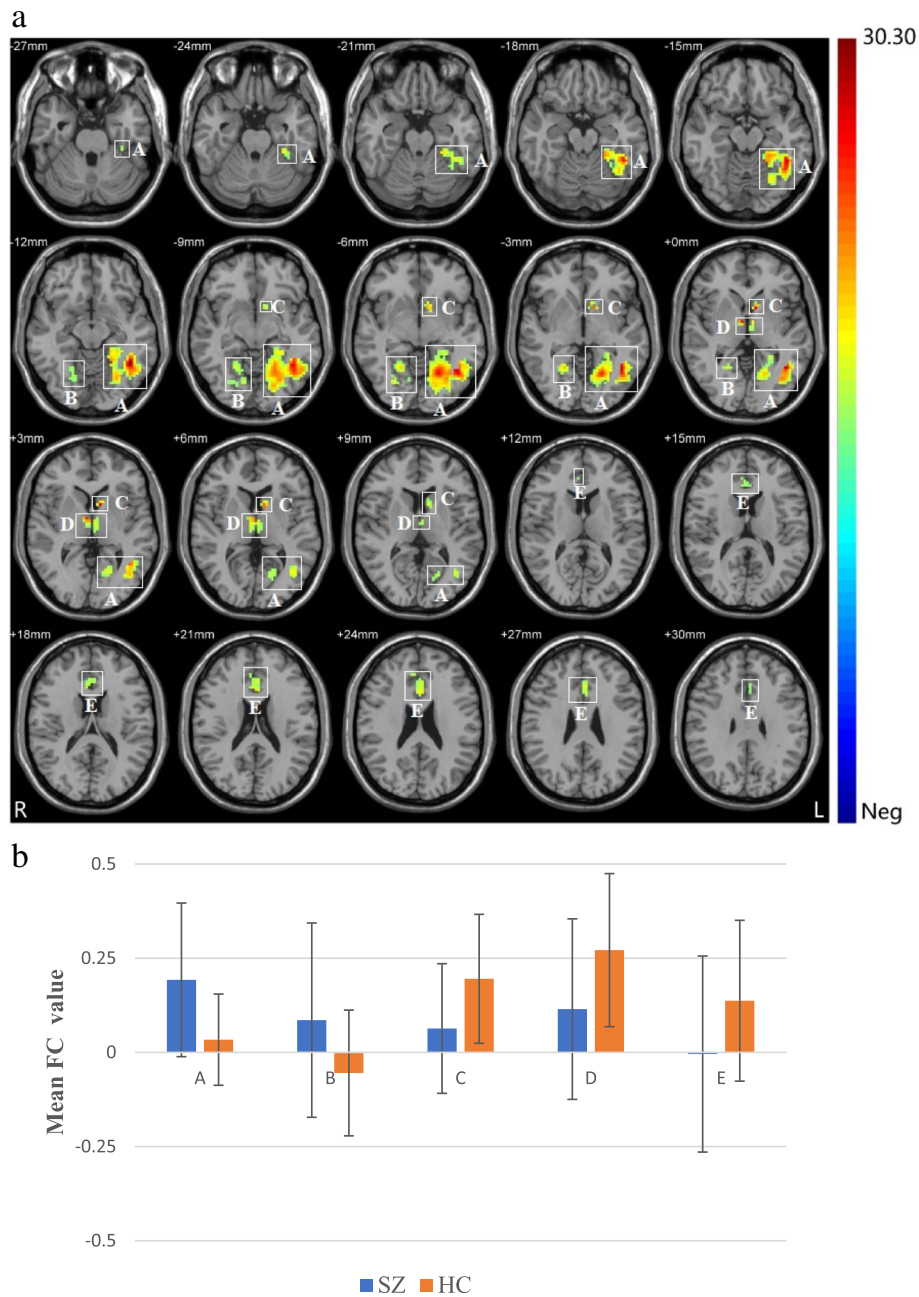 a
30.30
-27mm -24mm -21mm -18mm -15mm
A A A A A
-12mm -9mm -6mm -3mm +0mm
C C C C
D
B B B B B
A A A A A
+3mm +6mm +9mm +12mm +15mm
C C C
D D D E E
A A A
+18mm +21mm +24mm +27mm +30mm
E E E E E
R L Neg
b
0.5
0.25
0
-0.25
-0.5
Mean FC value
A B C D E
SZ HC